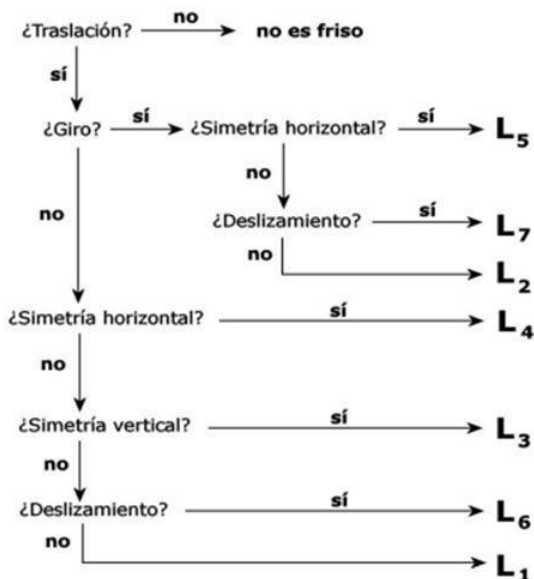 ¿Traslación? no no es friso
sí
¿Giro? sí ¿Simetría horizontal? sí L5
no
no
¿Deslizamiento? sí L7
no
L2
¿Simetría horizontal? sí L4
no
¿Simetría vertical? sí L3
no
¿Deslizamiento? sí L6
no
L1